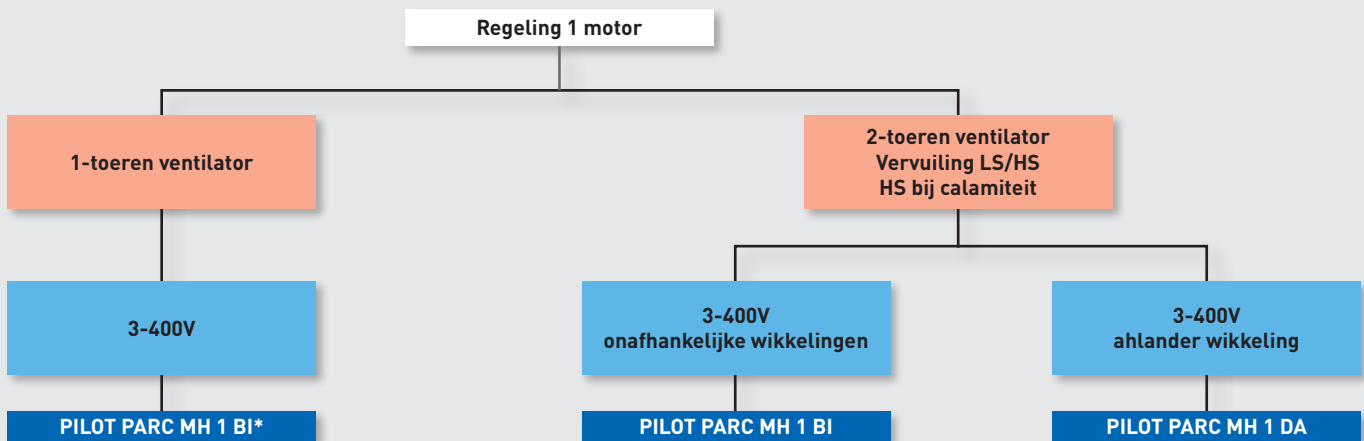 Regeling 1 motor
1-toeren ventilator
2-toeren ventilator
Vervuiling LS/HS
HS bij calamiteit
3-400V
3-400V
onafhankelijke wikkelingen
3-400V
ahlander wikkeling
PILOT PARC MH 1 BI*
PILOT PARC MH 1 BI
PILOT PARC MH 1 DA